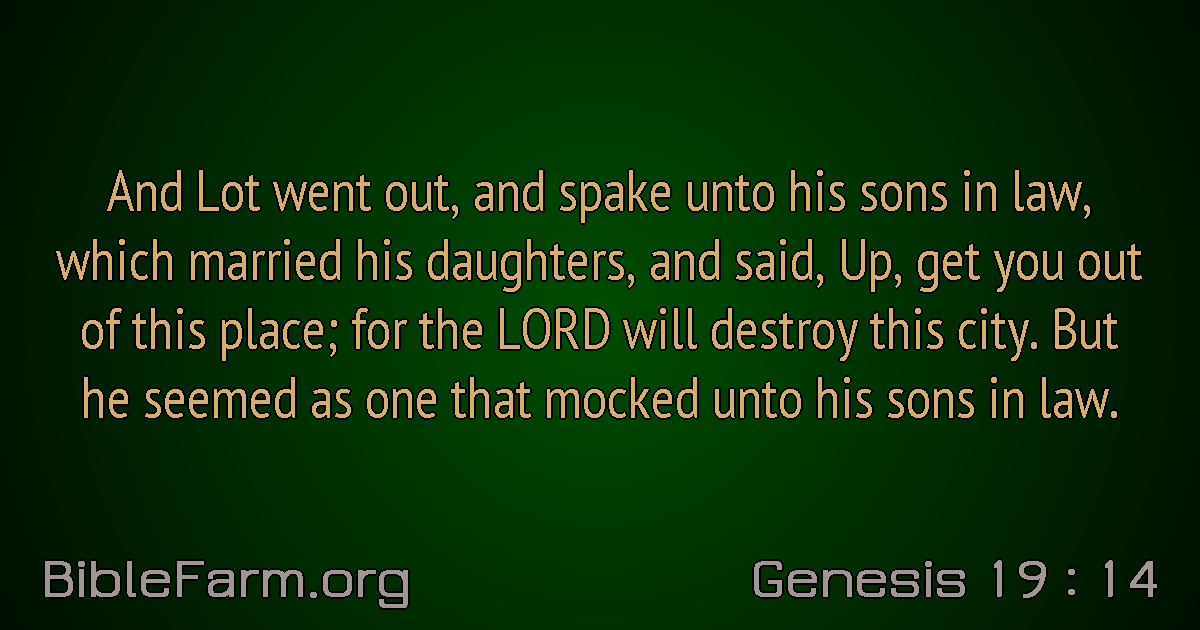 And Lot went out, and spake unto his sons in law,
which married his daughters, and said, Up, get you out
of this place; for the LORD will destroy this city. But
he seemed as one that mocked unto his sons in law.
BibleFarm.org
Genesis 19 : 14